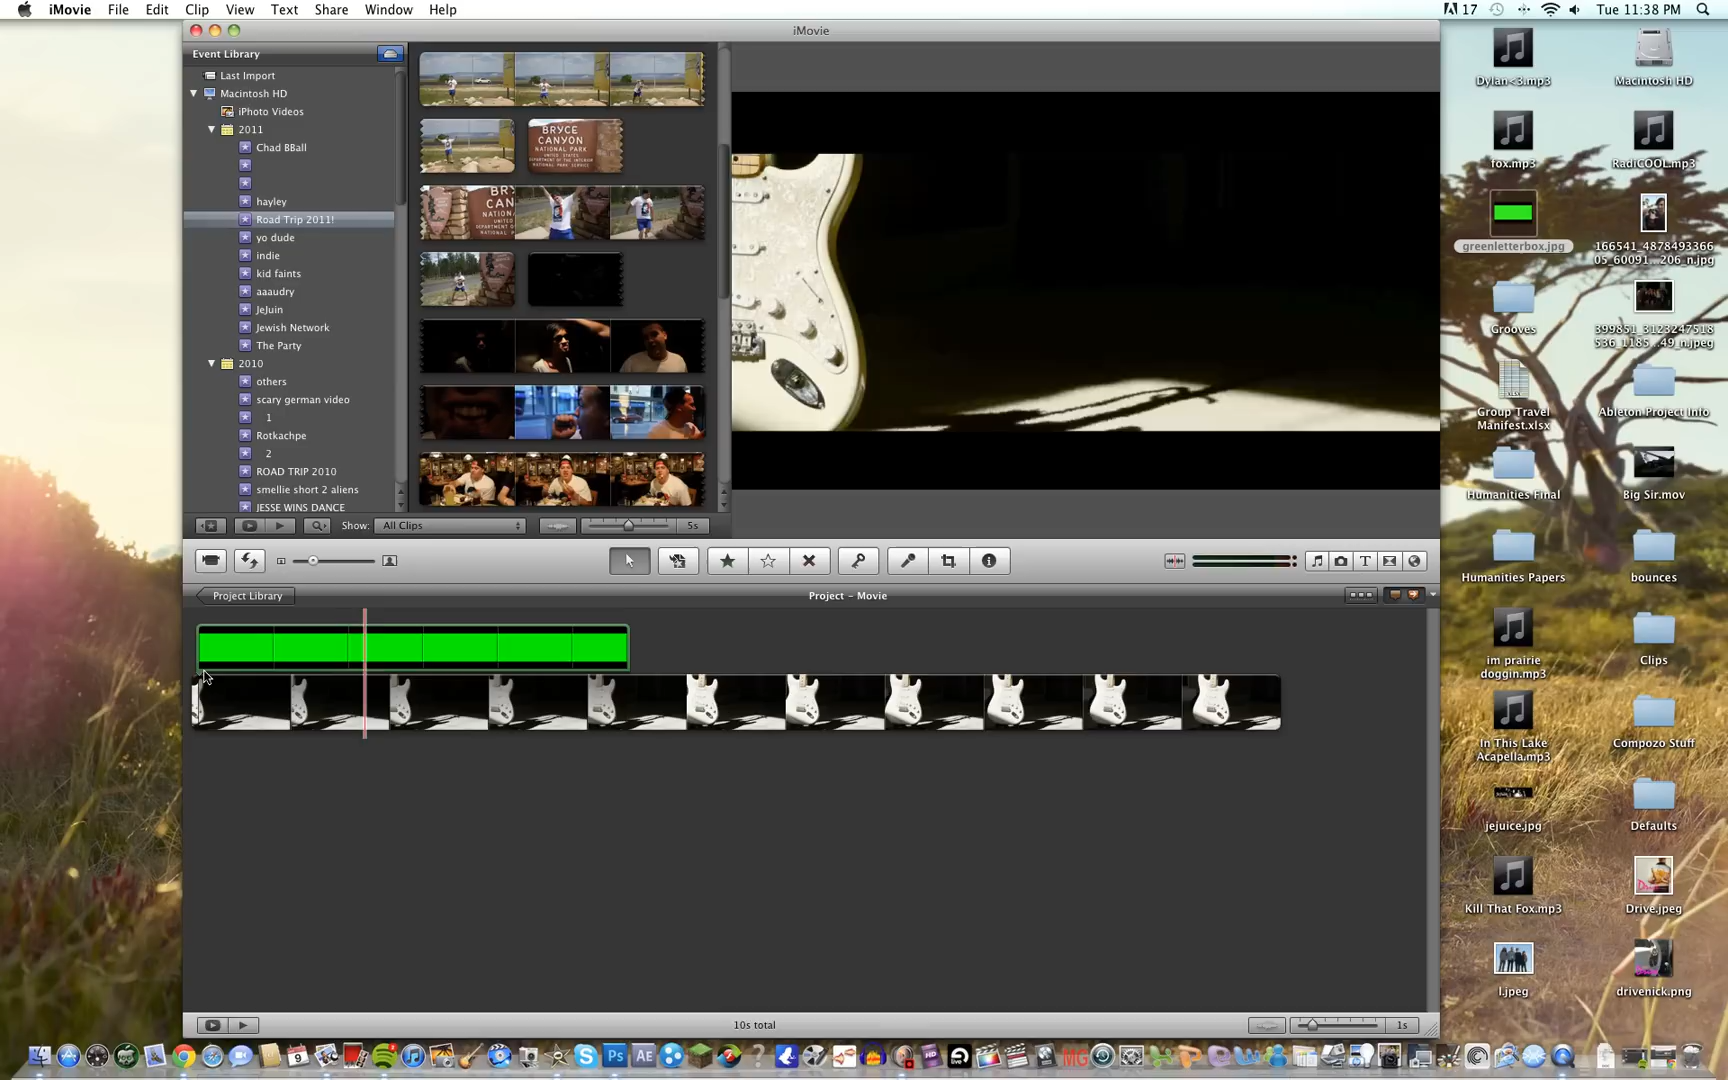 iMovie File Edit Clip View Text Share Window Help
17 Tue 11:38 PM
iMovie
Event Library
Last Import
Macintosh HD
iPhoto Videos
2011
Chad BBall
hayley
Road Trip 2011!
yo dude
indie
kid faints
aaaudry
JeJuin
Jewish Network
The Party
2010
others
scary german video
1
Rotkachpe
2
ROAD TRIP 2010
smellie short 2 aliens
JESSE WINS DANCE
BRYCE
CANYON
NATIONAL PARK
Show: All Clips 5s
Project Library
Project - Movie
10s total
1s
Dylan<3.mp3
Macintosh HD
fox.mp3
RadiCOOL.mp3
greenletterbox.jpg
166541_4878493366
05_60091..._206_n.jpg
Grooves
399851_3123247518
536_1185...49_n.jpeg
Group Travel
Manifest.xlsx
Ableton Project Info
Humanities Final
Big Sir.mov
Humanities Papers
bounces
im prairie
doggin.mp3
Clips
In This Lake
Acapella.mp3
Compozo Stuff
jejuice.jpg
Defaults
Kill That Fox.mp3
Drive.jpeg
l.jpeg
drivenick.png